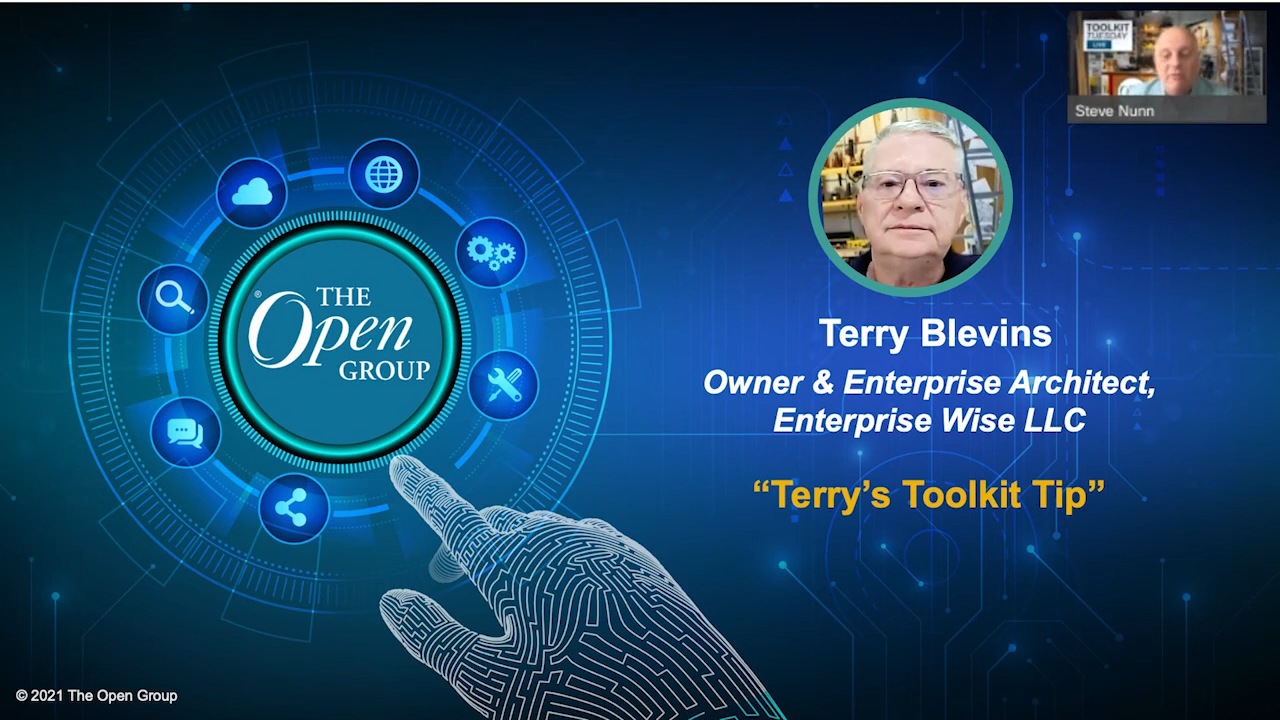 TOOLKIT
TUESDAY
LIVE
Steve Nunn
® THE
Open
GROUP
Terry Blevins
Owner & Enterprise Architect,
Enterprise Wise LLC
“Terry’s Toolkit Tip”
© 2021 The Open Group